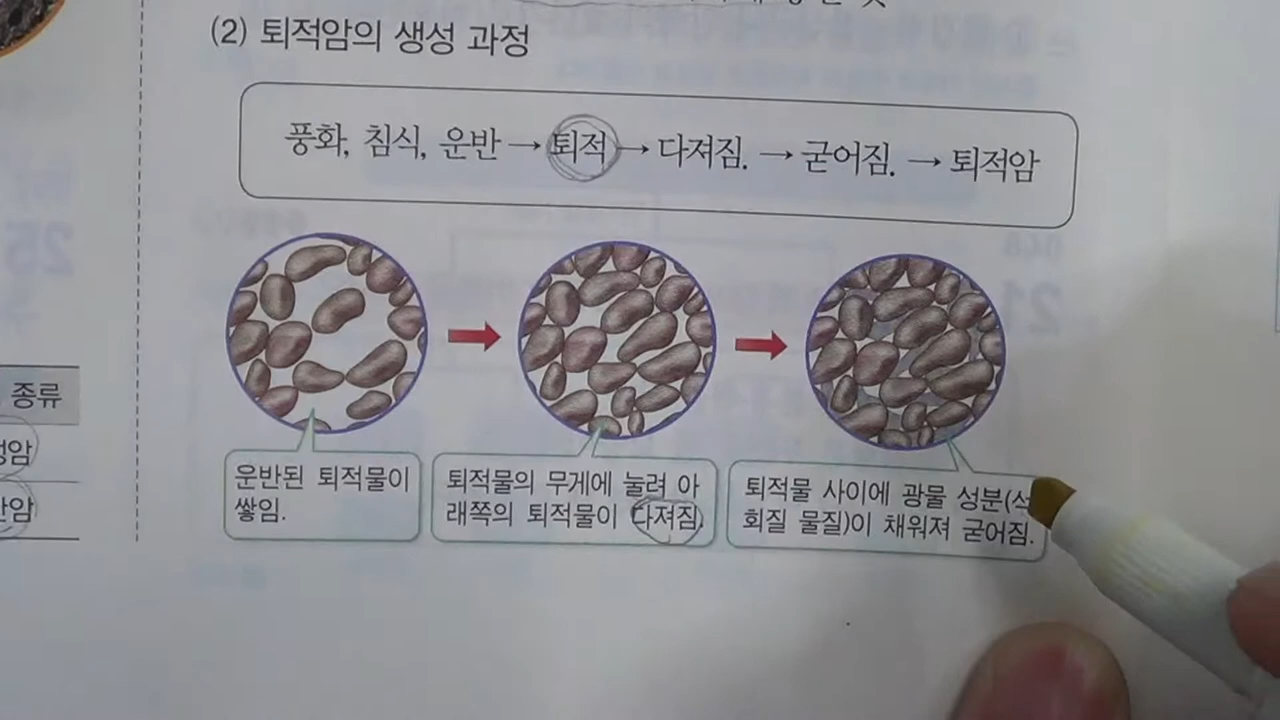 (2) 퇴적암의 생성 과정
풍화, 침식, 운반 → 퇴적 → 다져짐. → 굳어짐. → 퇴적암
운반된 퇴적물이
쌓임.
퇴적물의 무게에 눌려 아
래쪽의 퇴적물이 다져짐.
퇴적물 사이에 광물 성분(석
회질 물질)이 채워져 굳어짐.
종류